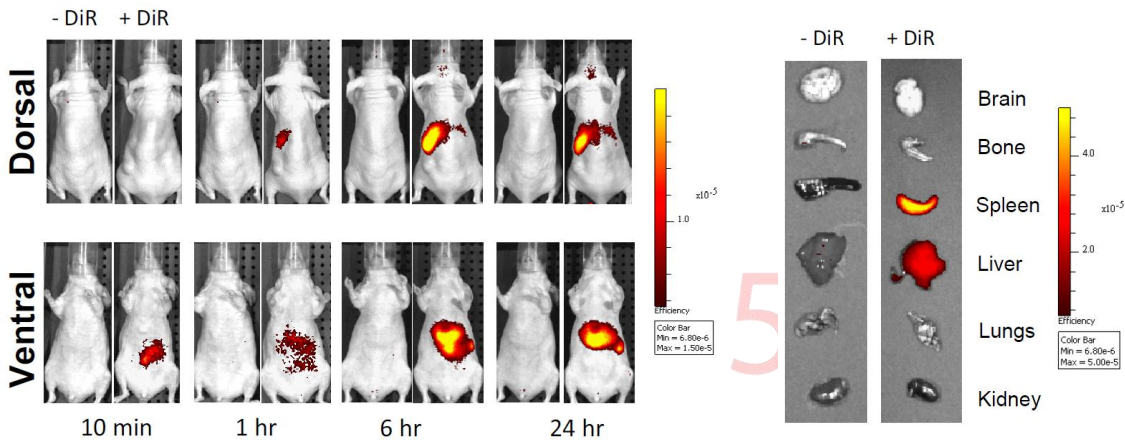 - DiR + DiR
Dorsal
x10⁻⁵
1.0
Efficiency
Color Bar
Min = 6.80e-6
Max = 1.50e-5
Ventral
10 min 1 hr 6 hr 24 hr
5
- DiR + DiR
Brain
Bone
Spleen
Liver
Lungs
Kidney
4.0
x10⁻⁵
2.0
Efficiency
Color Bar
Min = 6.80e-6
Max = 5.00e-5